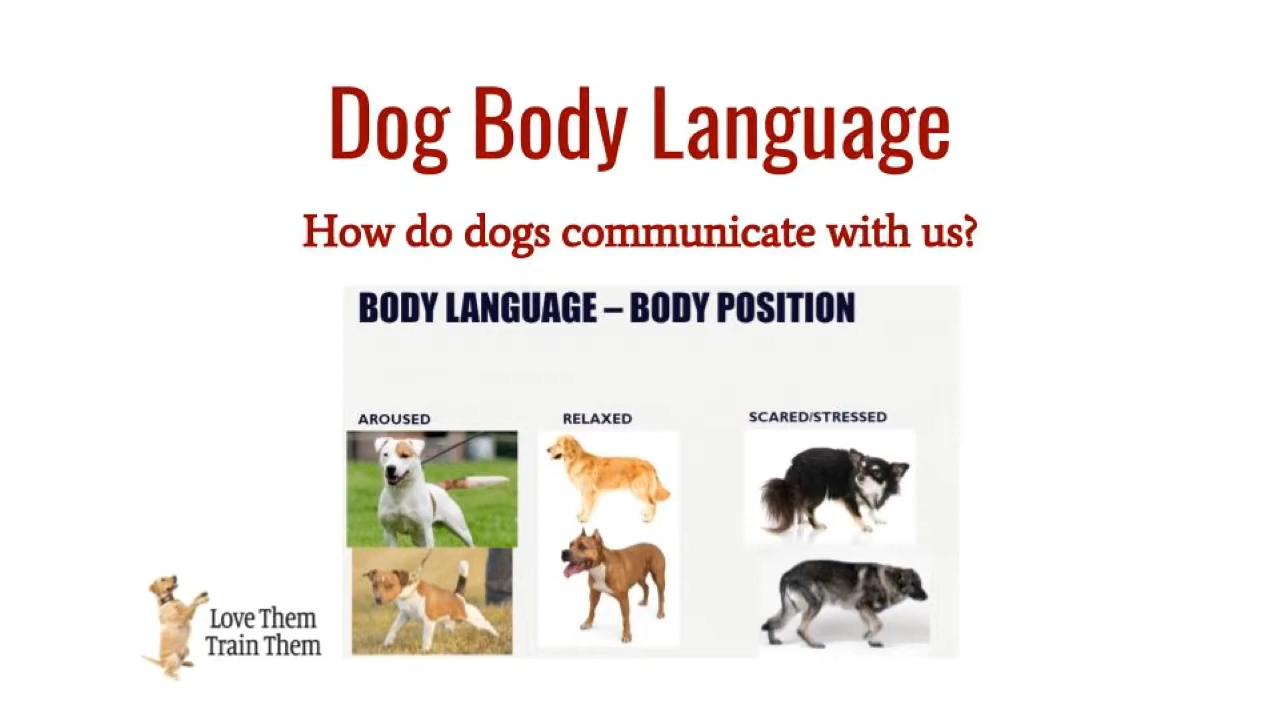 Dog Body Language
How do dogs communicate with us?
BODY LANGUAGE – BODY POSITION
AROUSED
RELAXED
SCARED/STRESSED
Love Them
Train Them